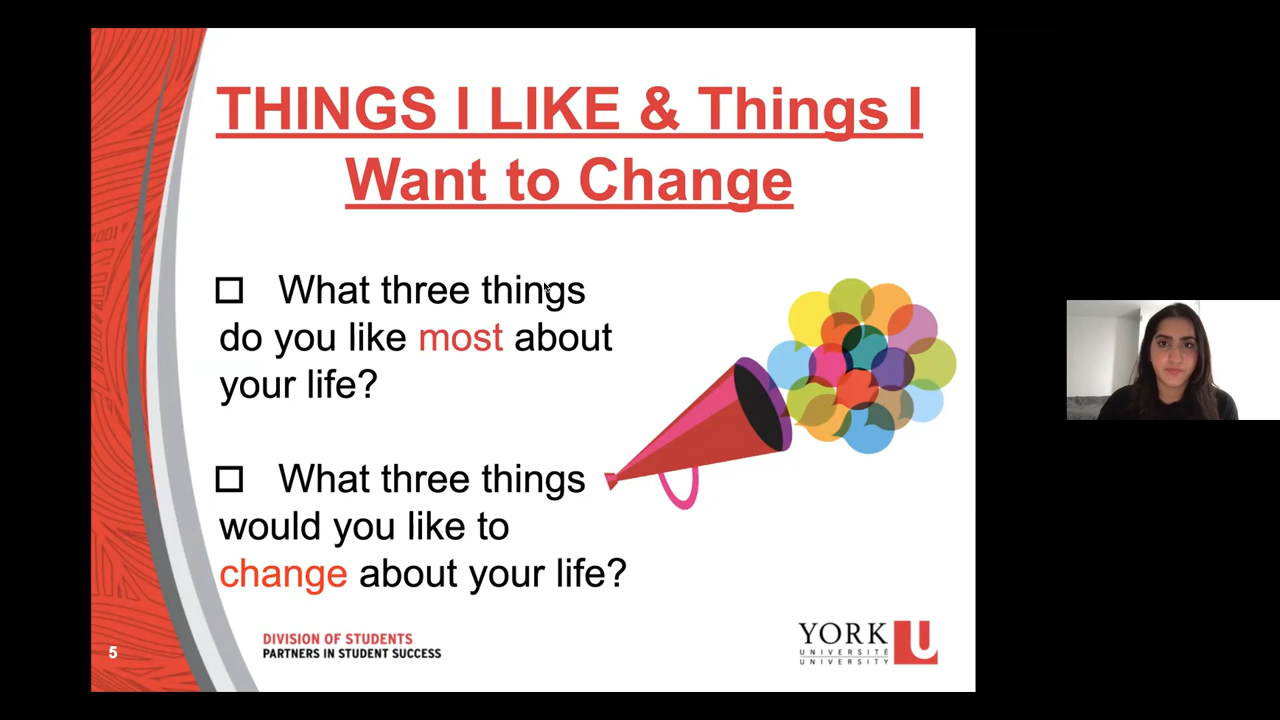 THINGS I LIKE & Things I
Want to Change
What three things
do you like most about
your life?
What three things
would you like to
change about your life?
5
DIVISION OF STUDENTS
PARTNERS IN STUDENT SUCCESS
YORK U
UNIVERSITÉ
UNIVERSITY